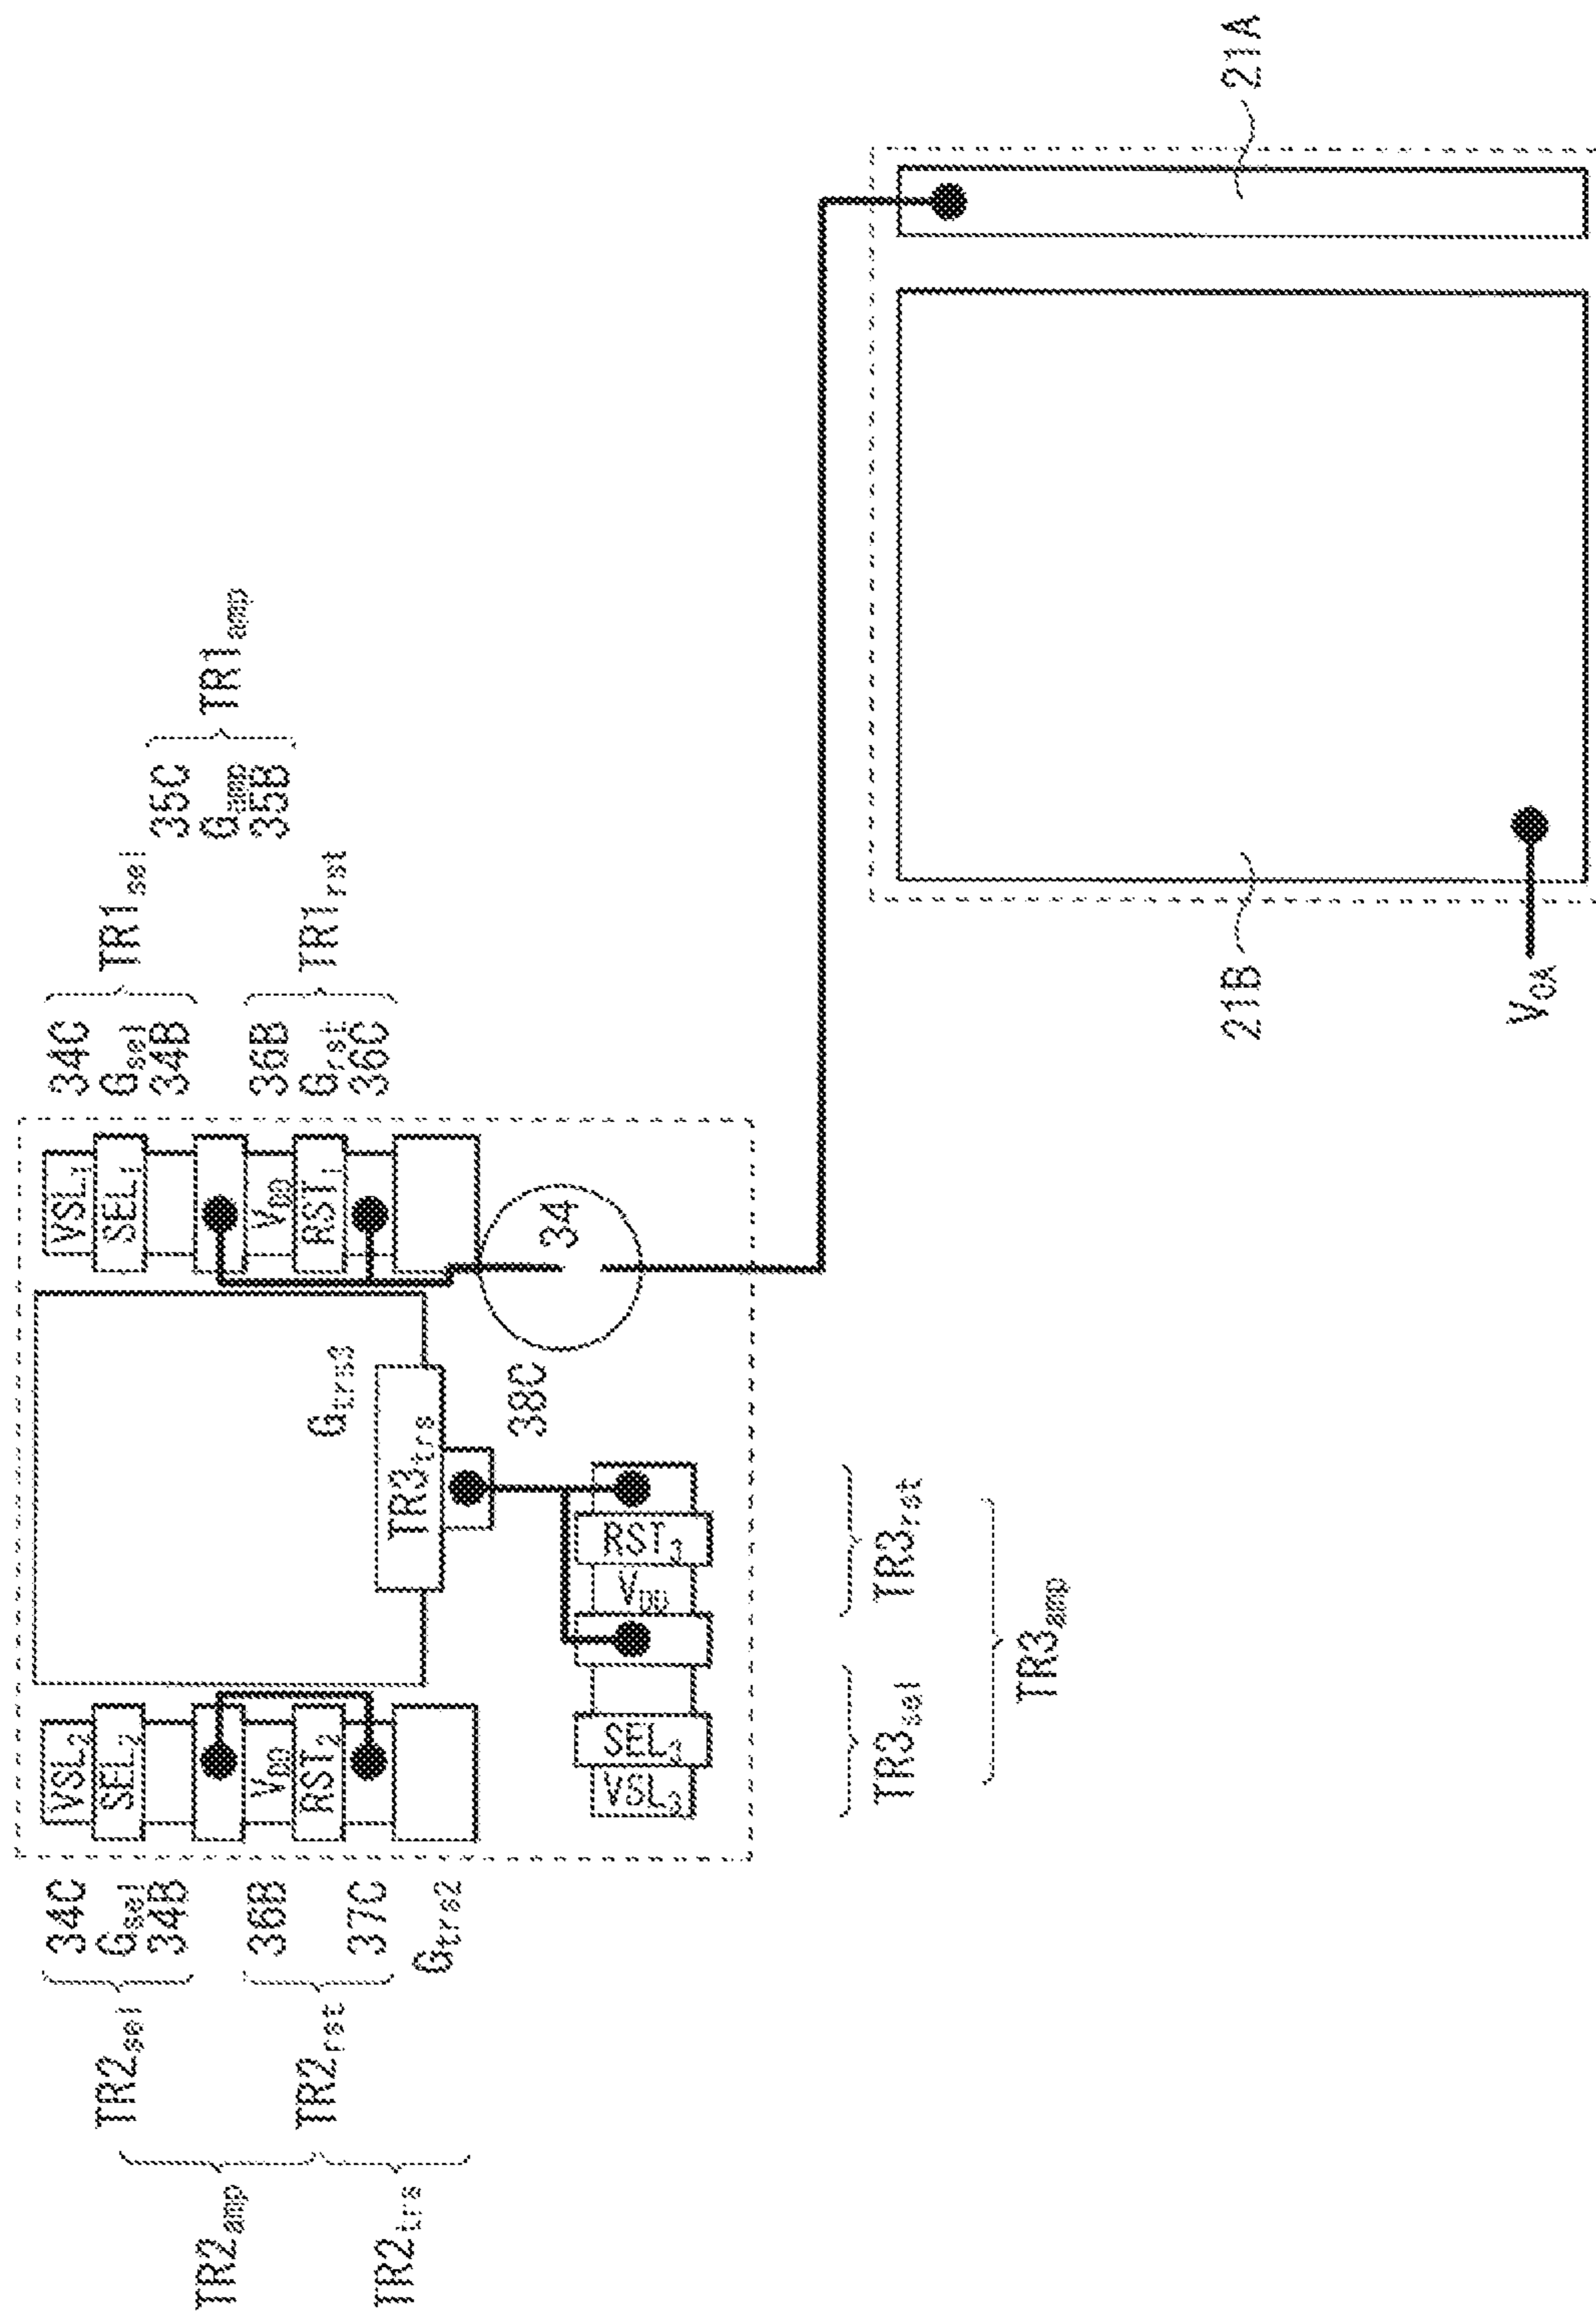 34C VSL₂ VSL₁ 34C
TR2sel Gsel SEL₂ SEL₁ Gsel TR1sel
34B 34B 35C
TR2amp Gamp TR1amp
36B VDD VDD 36B 35B
TR2rst RST₂ Gtrs3 RST₁ Grst TR1rst
37C 36C
TR2trs Gtrs2 TR3trs
38C 34
VSL₃ SEL₃ VDD RST₃
TR3sel TR3rst
TR3amp
21B 21A
VOA